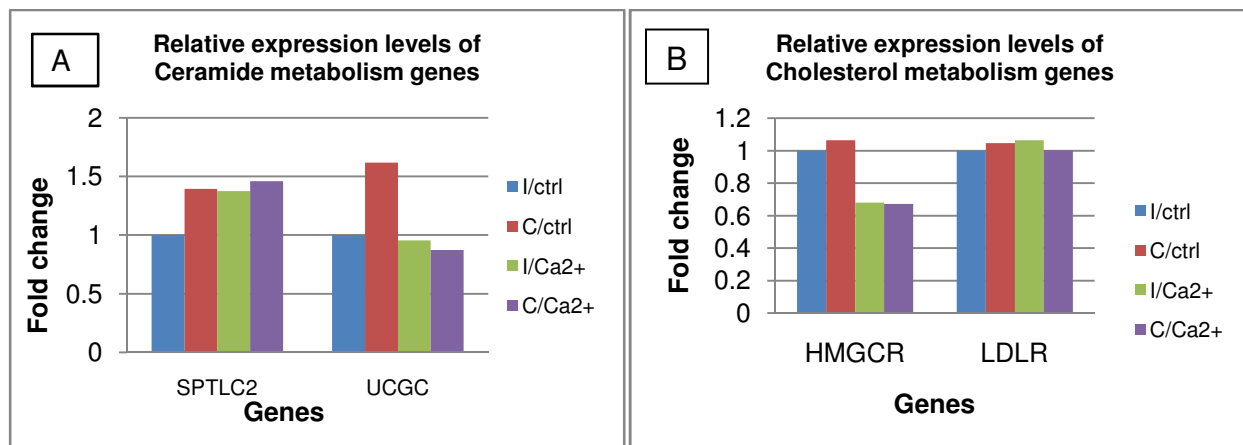 A
Relative expression levels of
Ceramide metabolism genes
Fold change
2
1.5
1
0.5
0
SPTLC2 UCGC
Genes
I/ctrl
C/ctrl
I/Ca2+
C/Ca2+
B
Relative expression levels of
Cholesterol metabolism genes
Fold change
1.2
1
0.8
0.6
0.4
0.2
0
HMGCR LDLR
Genes
I/ctrl
C/ctrl
I/Ca2+
C/Ca2+